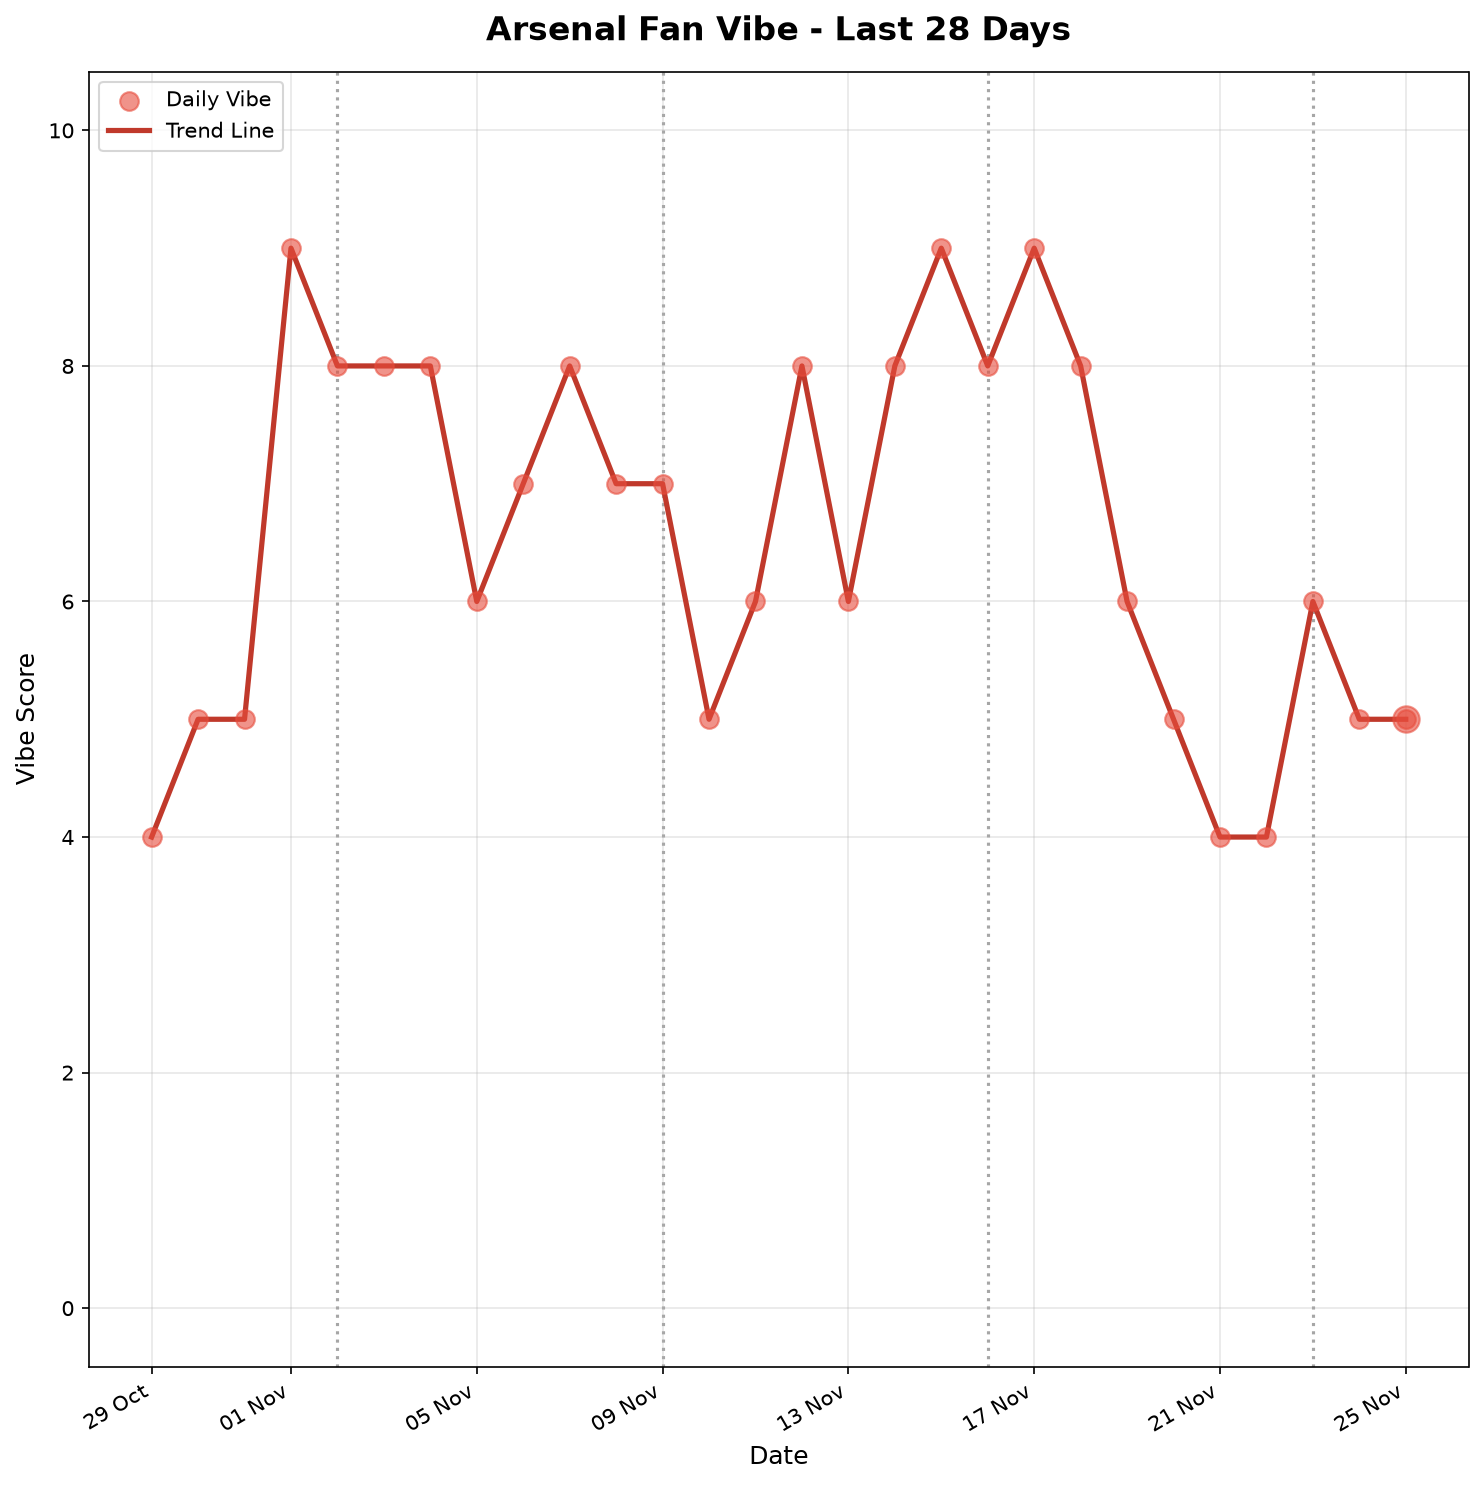 Arsenal Fan Vibe - Last 28 Days
Daily Vibe
Trend Line
10
8
6
4
2
0
Vibe Score
29 Oct
01 Nov
05 Nov
09 Nov
13 Nov
17 Nov
21 Nov
25 Nov
Date